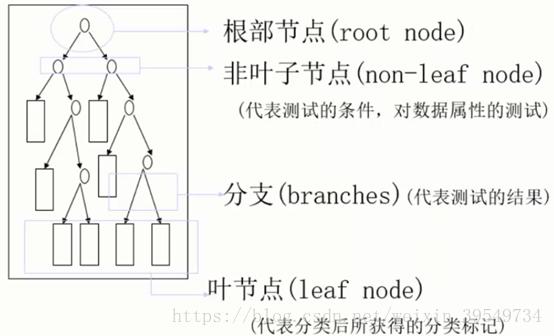 根部节点(root node)
非叶子节点(non-leaf node)
(代表测试的条件，对数据属性的测试)
分支(branches)(代表测试的结果)
叶节点(leaf node)
https://blog.csdn.net/weixin_39549734
(代表分类后所获得的分类标记)